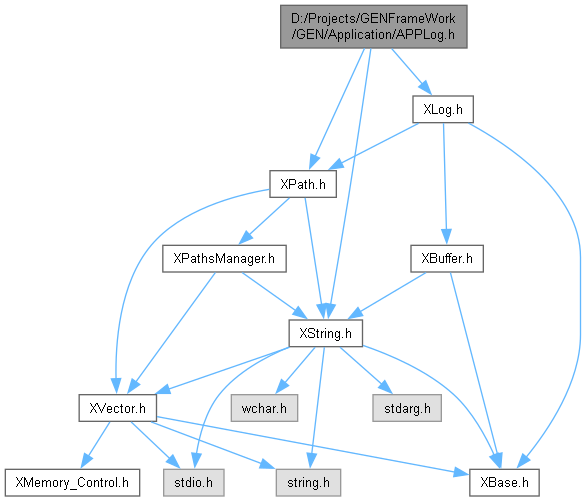 D:/Projects/GENFrameWork
/GEN/Application/APPLog.h
XLog.h
XPath.h
XPathsManager.h
XBuffer.h
XString.h
XVector.h
wchar.h
stdarg.h
XMemory_Control.h
stdio.h
string.h
XBase.h